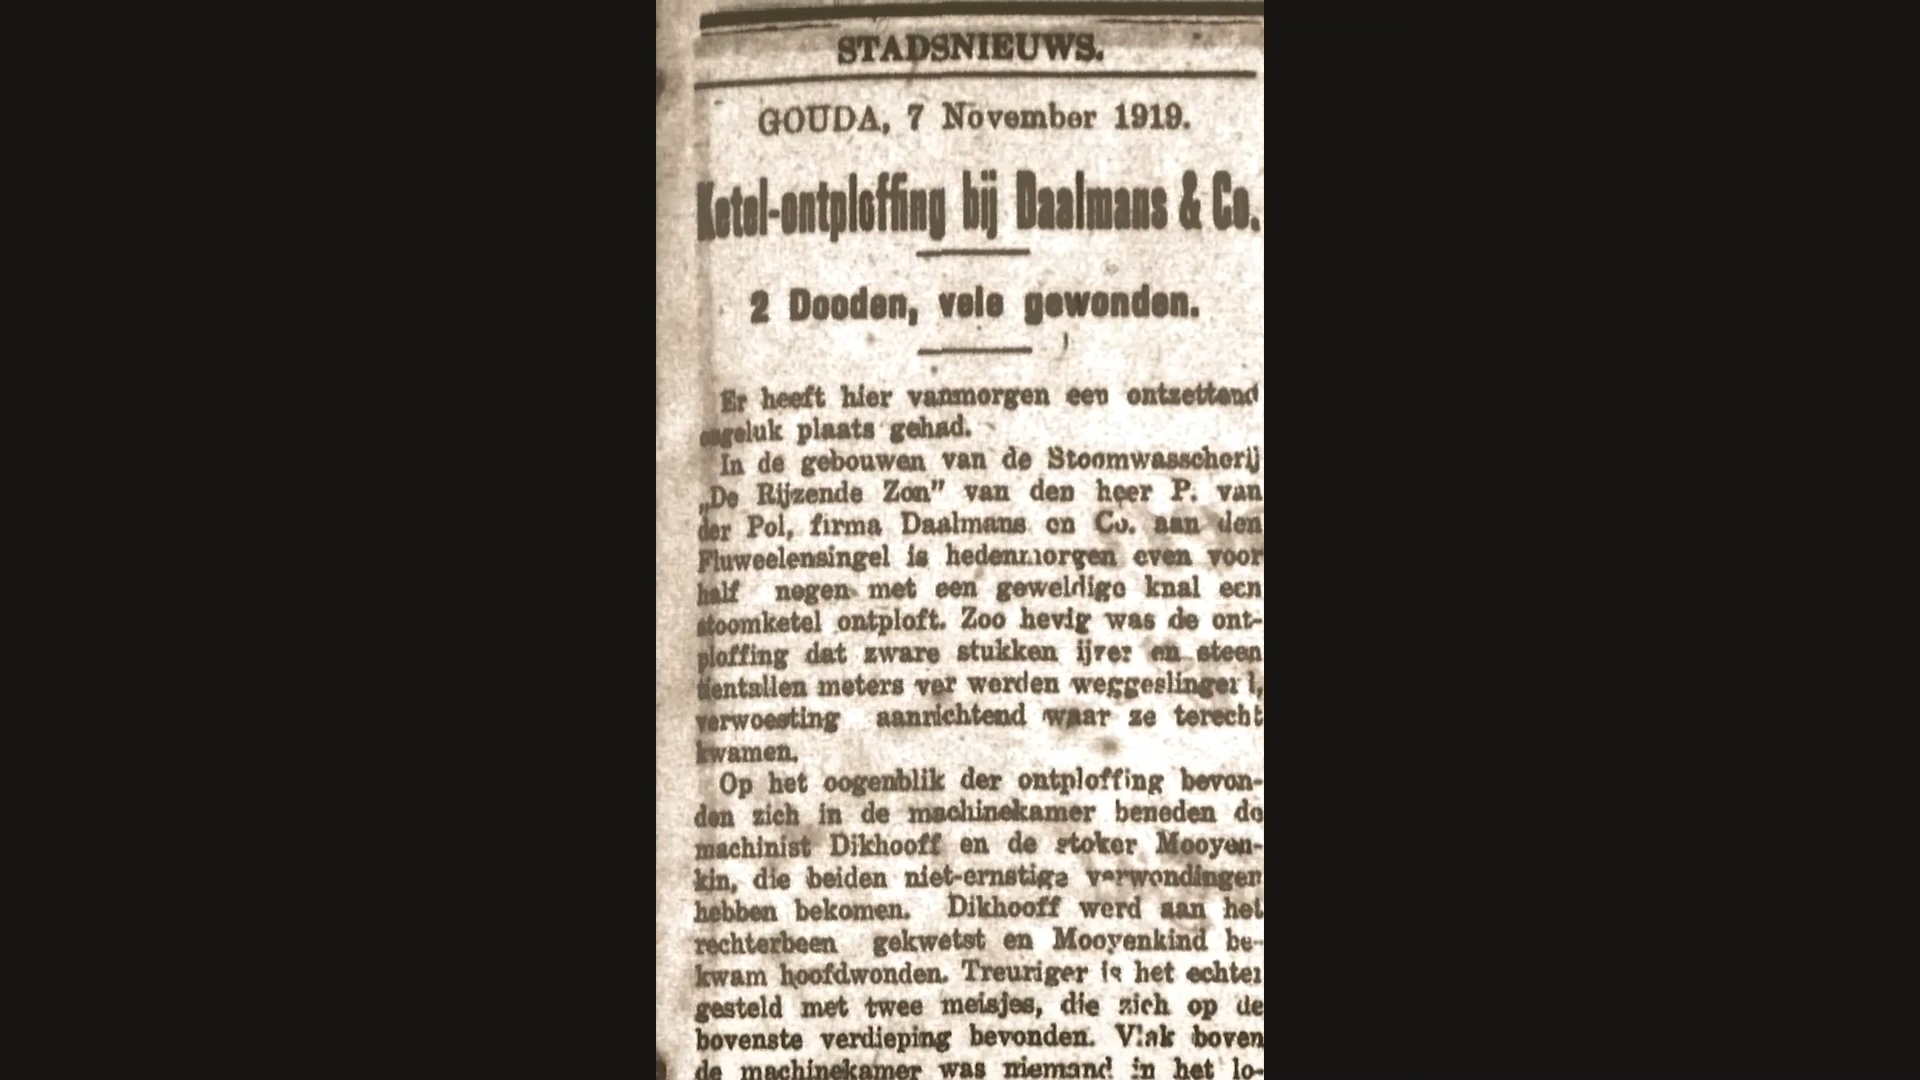 STADSNIEUWS.
GOUDA, 7 November 1919.
Ketel-ontploffing bij Daalmans & Co.
2 Dooden, vele gewonden.
Er heeft hier vanmorgen een ontzettend
ongeluk plaats gehad.
In de gebouwen van de Stoomwasscherij
„De Rijzende Zon" van den heer P. van
der Pol, firma Daalmans en Co. aan den
Fluweelensingel is hedenmorgen even voor
half negen met een geweldige knal een
stoomketel ontploft. Zoo hevig was de ont-
ploffing dat zware stukken ijzer en steen
tientallen meters ver werden weggeslingerd,
verwoesting aanrichtend waar ze terecht
kwamen.
Op het oogenblik der ontploffing bevon-
den zich in de machinekamer beneden de
machinist Dikhooff en de stoker Mooyen-
kin, die beiden niet-ernstige verwondingen
hebben bekomen. Dikhooff werd aan het
rechterbeen gekwetst en Mooyenkind be-
kwam hoofdwonden. Treuriger is het echter
gesteld met twee meisjes, die zich op de
bovenste verdieping bevonden. Vlak boven
de machinekamer was niemand in het lo-